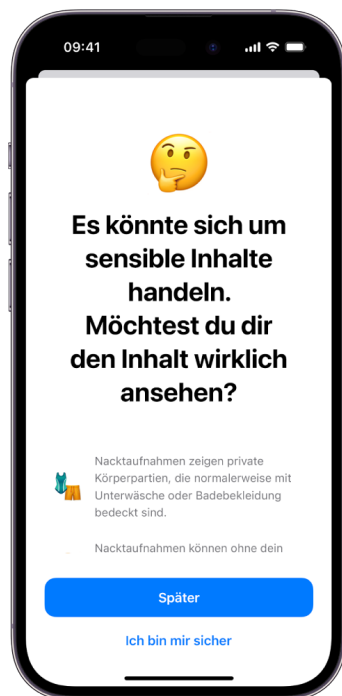 09:41
Es könnte sich um
sensible Inhalte
handeln.
Möchtest du dir
den Inhalt wirklich
ansehen?
Nacktaufnahmen zeigen private
Körperpartien, die normalerweise mit
Unterwäsche oder Badebekleidung
bedeckt sind.
Nacktaufnahmen können ohne dein
Später
Ich bin mir sicher